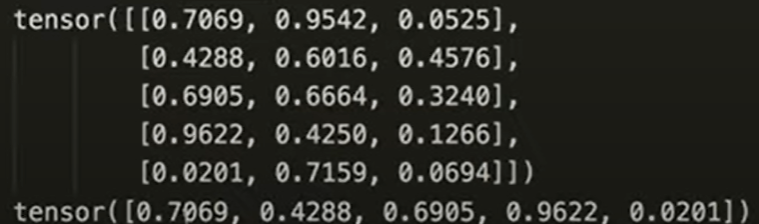 tensor([[0.7069, 0.9542, 0.0525],
[0.4288, 0.6016, 0.4576],
[0.6905, 0.6664, 0.3240],
[0.9622, 0.4250, 0.1266],
[0.0201, 0.7159, 0.0694]])
tensor([0.7069, 0.4288, 0.6905, 0.9622, 0.0201])